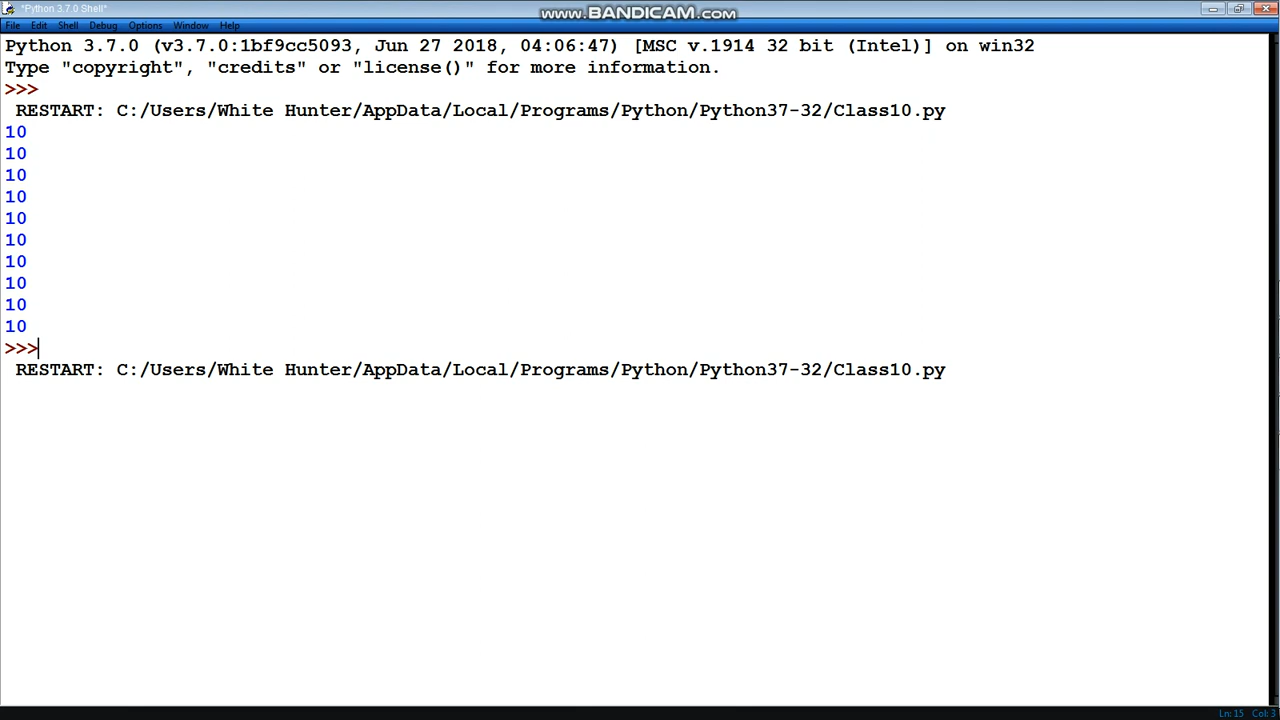 *Python 3.7.0 Shell*
www.BANDICAM.com
File Edit Shell Debug Options Window Help
Python 3.7.0 (v3.7.0:1bf9cc5093, Jun 27 2018, 04:06:47) [MSC v.1914 32 bit (Intel)] on win32
Type "copyright", "credits" or "license()" for more information.
>>>
RESTART: C:/Users/White Hunter/AppData/Local/Programs/Python/Python37-32/Class10.py
10
10
10
10
10
10
10
10
10
10
>>>
RESTART: C:/Users/White Hunter/AppData/Local/Programs/Python/Python37-32/Class10.py
Ln: 15 Col: 3